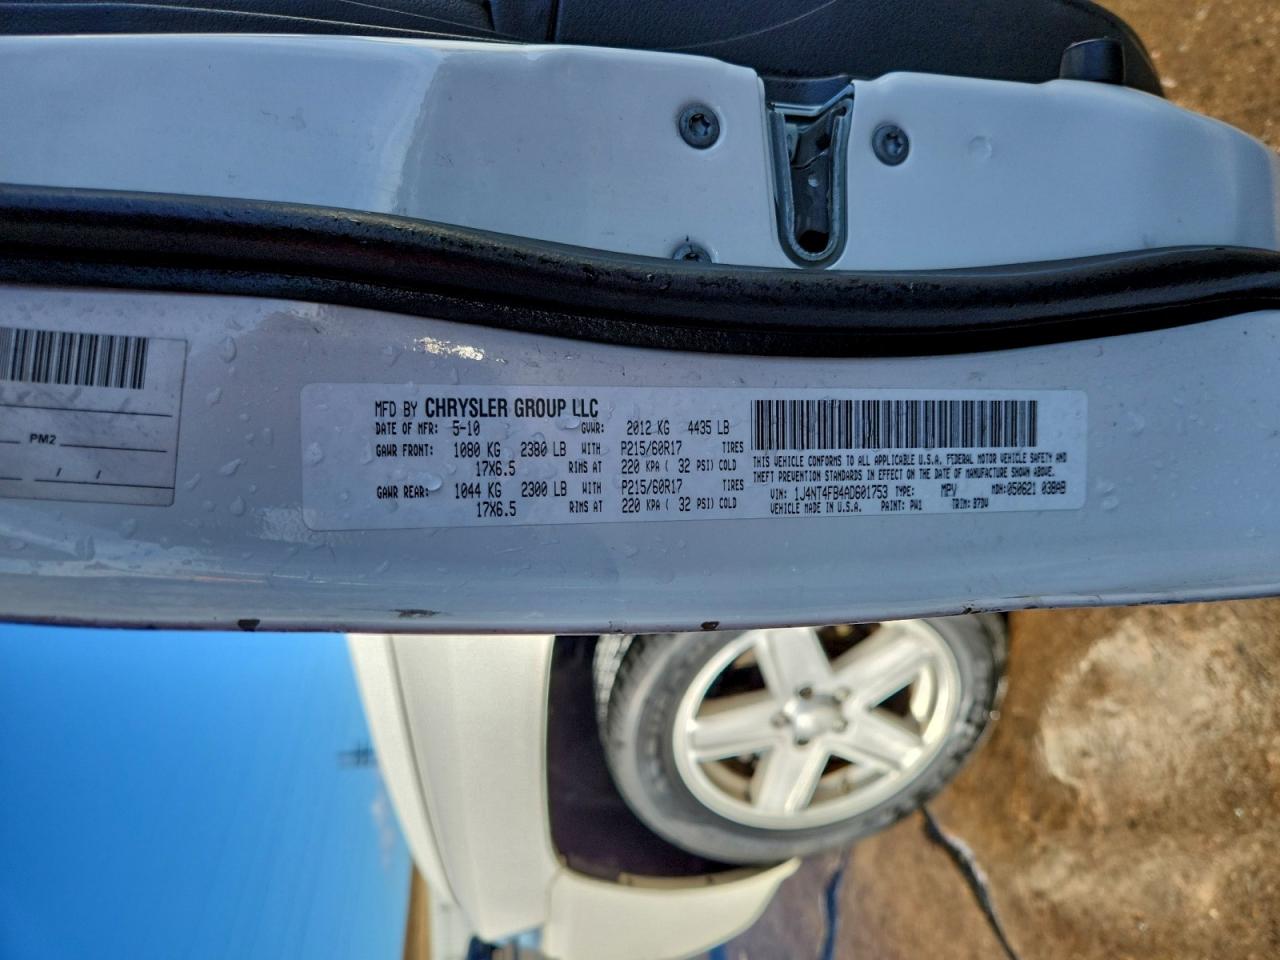 PM2
/ /
MFD BY CHRYSLER GROUP LLC
DATE OF MFR: 5-10 GVWR: 2012 KG 4435 LB
GAWR FRONT: 1080 KG 2380 LB WITH P215/60R17 TIRES
17X6.5 RIMS AT 220 KPA ( 32 PSI) COLD
GAWR REAR: 1044 KG 2300 LB WITH P215/60R17 TIRES
17X6.5 RIMS AT 220 KPA ( 32 PSI) COLD
THIS VEHICLE CONFORMS TO ALL APPLICABLE U.S.A. FEDERAL MOTOR VEHICLE SAFETY AND
THEFT PREVENTION STANDARDS IN EFFECT ON THE DATE OF MANUFACTURE SHOWN ABOVE.
VIN: 1J4NT4FB4AD601753 TYPE: MPV MDH: 050621 038AB
VEHICLE MADE IN U.S.A. PAINT: PW1 TRIM: